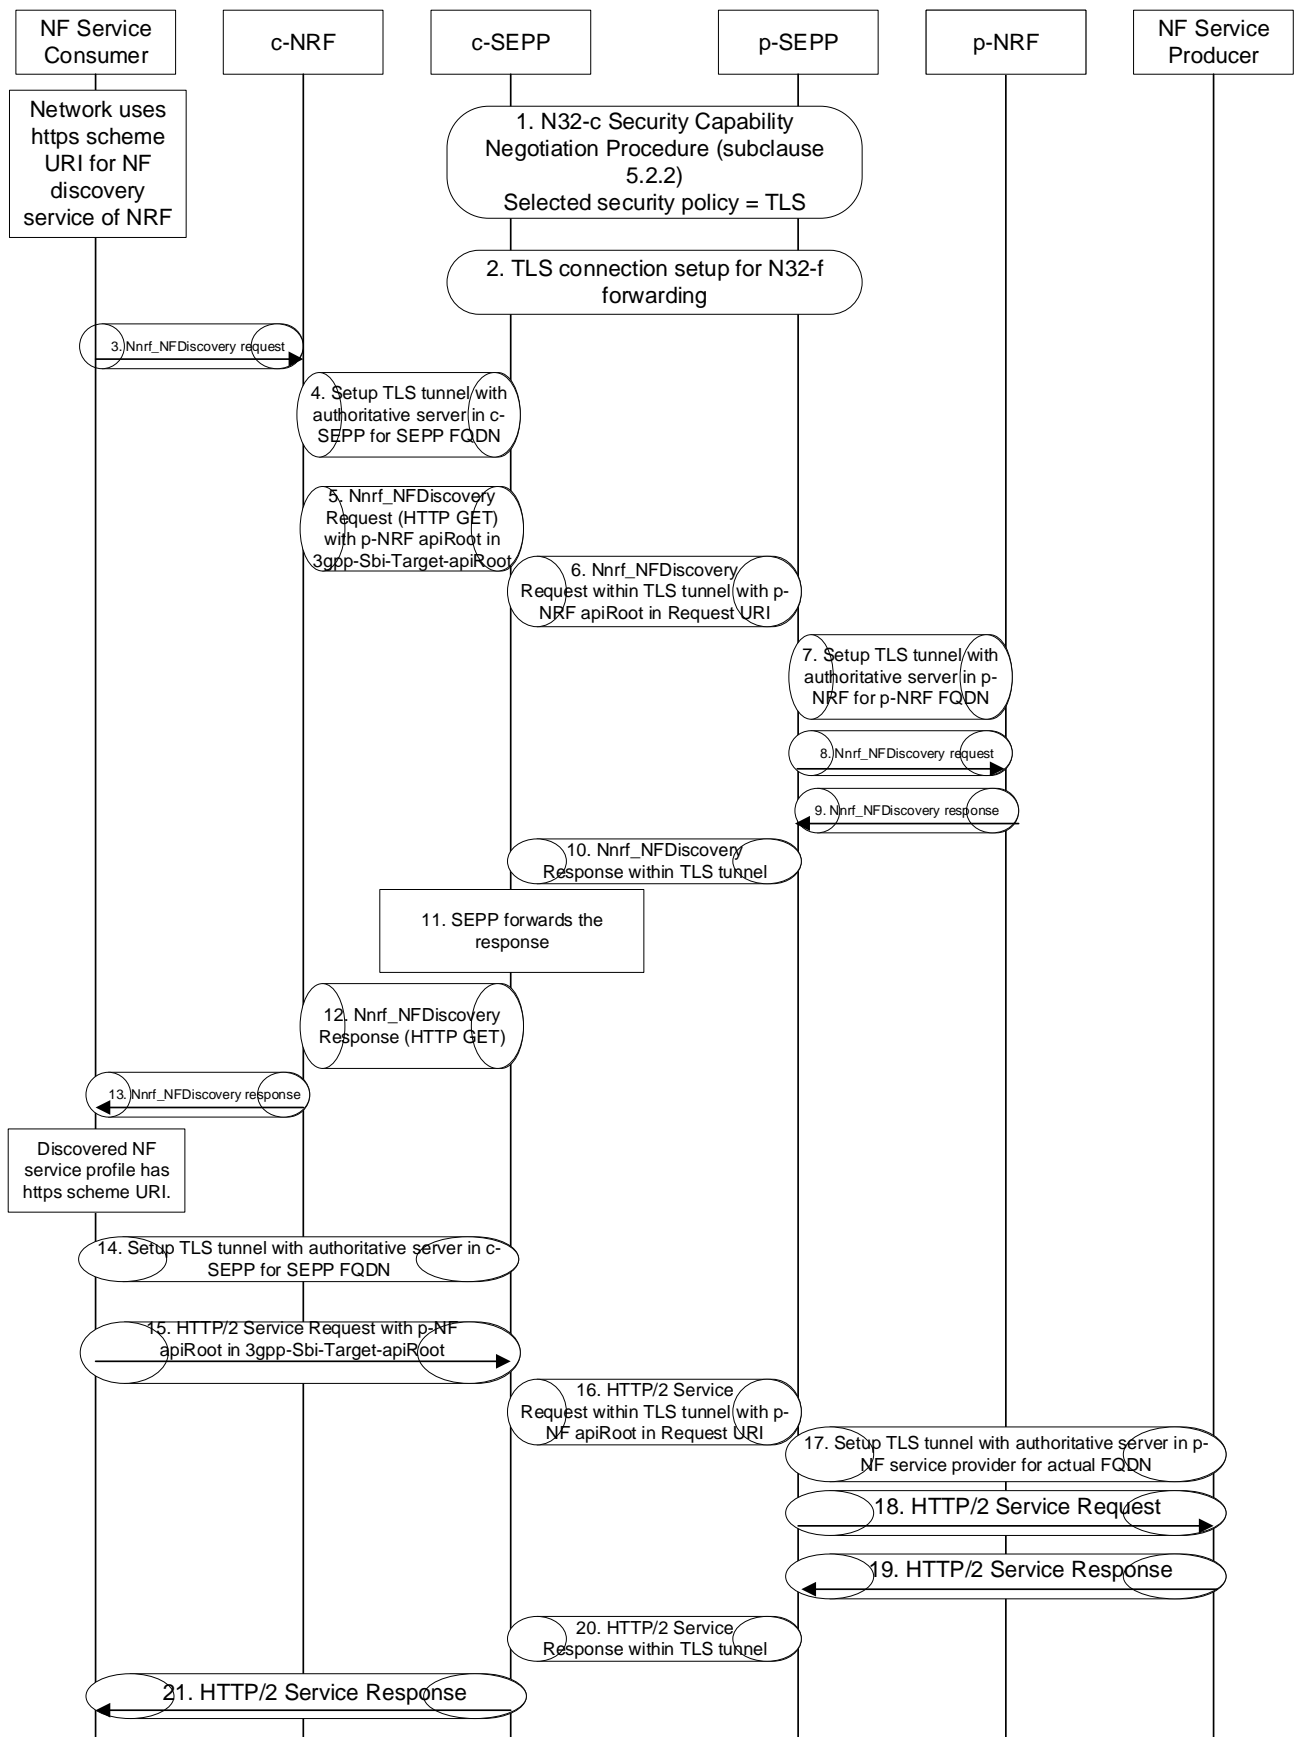 NF Service
Consumer
c-NRF
c-SEPP
p-SEPP
p-NRF
NF Service
Producer
Network uses
https scheme
URI for NF
discovery
service of NRF
1. N32-c Security Capability
Negotiation Procedure (subclause
5.2.2)
Selected security policy = TLS
2. TLS connection setup for N32-f
forwarding
3. Nnrf_NFDiscovery request
4. Setup TLS tunnel with
authoritative server in c-
SEPP for SEPP FQDN
5. Nnrf_NFDiscovery
Request (HTTP GET)
with p-NRF apiRoot in
3gpp-Sbi-Target-apiRoot
6. Nnrf_NFDiscovery
Request within TLS tunnel with p-
NRF apiRoot in Request URI
7. Setup TLS tunnel with
authoritative server in p-
NRF for p-NRF FQDN
8. Nnrf_NFDiscovery request
9. Nnrf_NFDiscovery response
10. Nnrf_NFDiscovery
Response within TLS tunnel
11. SEPP forwards the
response
12. Nnrf_NFDiscovery
Response (HTTP GET)
13. Nnrf_NFDiscovery response
Discovered NF
service profile has
https scheme URI.
14. Setup TLS tunnel with authoritative server in c-
SEPP for SEPP FQDN
15. HTTP/2 Service Request with p-NF
apiRoot in 3gpp-Sbi-Target-apiRoot
16. HTTP/2 Service
Request within TLS tunnel with p-
NF apiRoot in Request URI
17. Setup TLS tunnel with authoritative server in p-
NF service provider for actual FQDN
18. HTTP/2 Service Request
19. HTTP/2 Service Response
20. HTTP/2 Service
Response within TLS tunnel
21. HTTP/2 Service Response